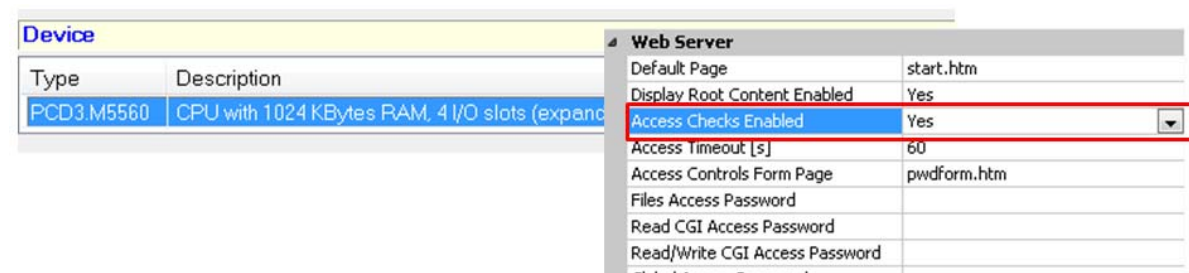 Device
Type Description
PCD3.M5560 CPU with 1024 KBytes RAM, 4 I/O slots (expand
Web Server
Default Page start.htm
Display Root Content Enabled Yes
Access Checks Enabled Yes
Access Timeout [s] 60
Access Controls Form Page pwdform.htm
Files Access Password
Read CGI Access Password
Read/Write CGI Access Password